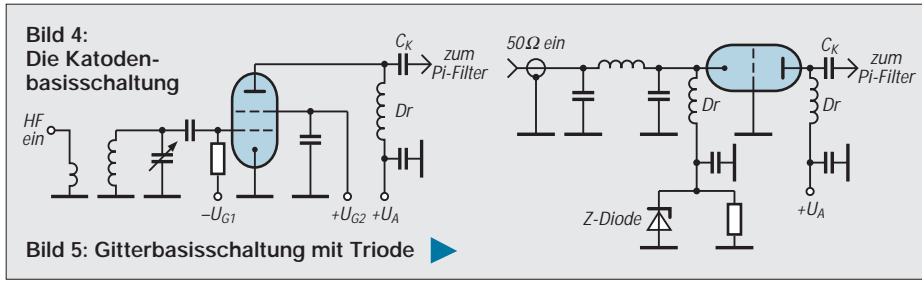 Bild 4:
Die Katoden-
basisschaltung
HF
ein
–U_G1
+U_G2
+U_A
Dr
C_K
zum
Pi-Filter
Bild 5: Gitterbasisschaltung mit Triode
50Ω ein
Dr
Z-Diode
C_K
zum
Pi-Filter
Dr
+U_A